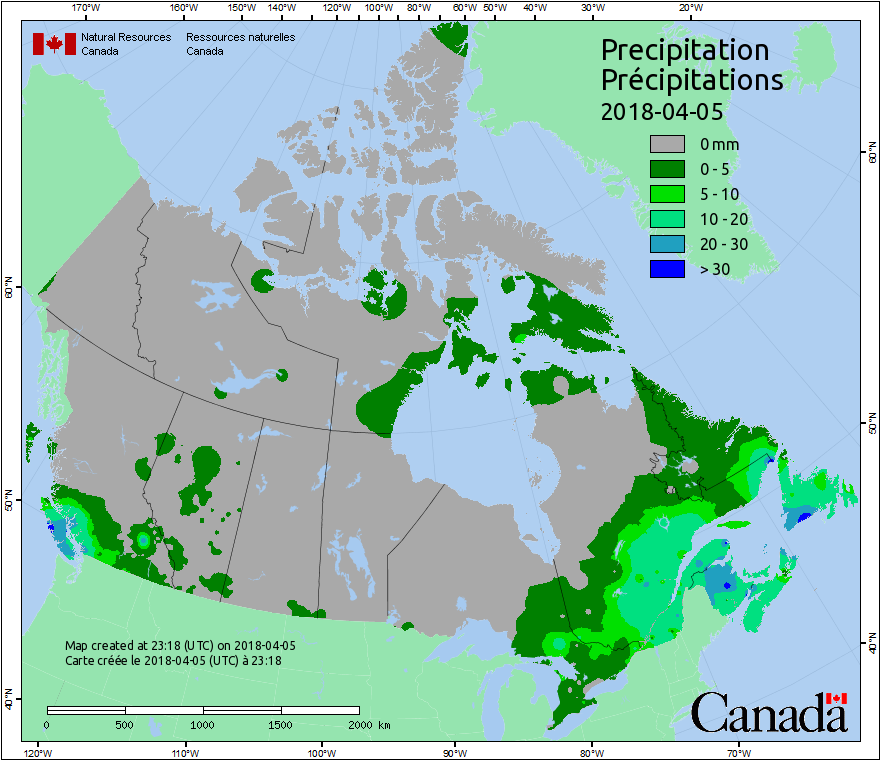 170°W 160°W 150°W 140°W 130°W 120°W 110°W 100°W 90°W 80°W 60°W 50°W 40°W 30°W 20°W
Natural Resources Canada
Ressources naturelles Canada
Precipitation
Précipitations
2018-04-05
0 mm
0 - 5
5 - 10
10 - 20
20 - 30
> 30
60°N
50°N
40°N
60°N
50°N
40°N
Map created at 23:18 (UTC) on 2018-04-05
Carte créée le 2018-04-05 (UTC) à 23:18
0 500 1000 1500 2000 km
Canada
120°W 110°W 100°W 90°W 80°W 70°W